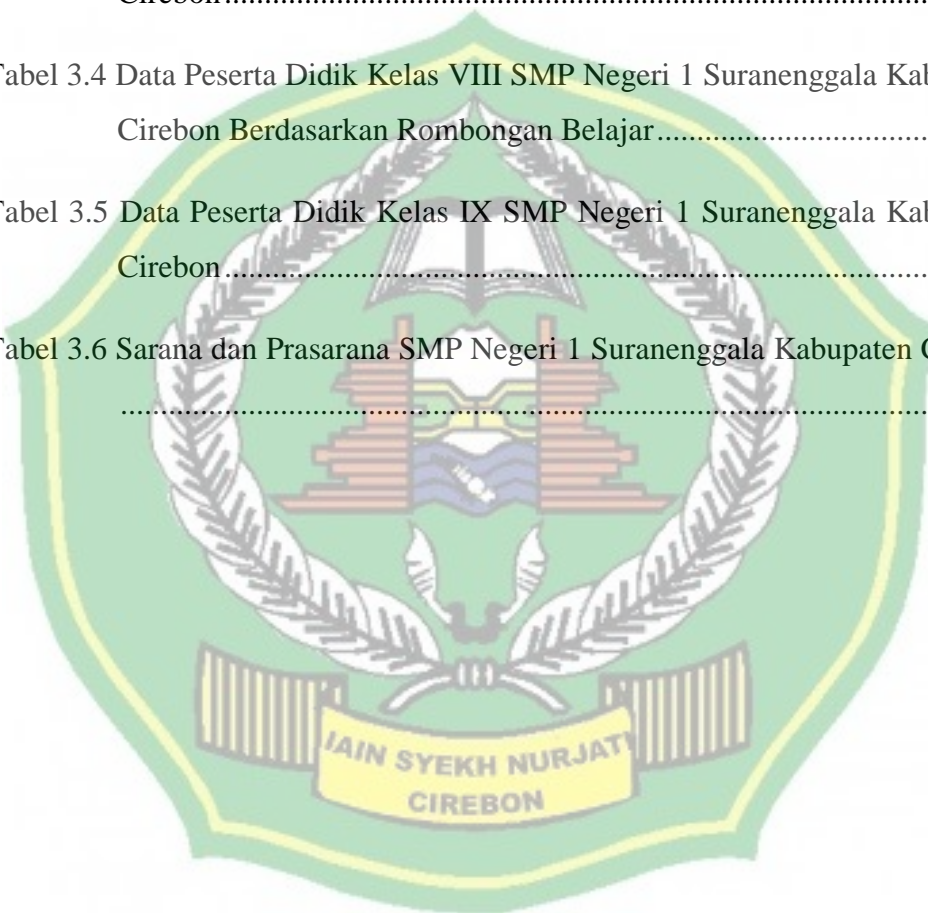 Cirebon
Tabel 3.4 Data Peserta Didik Kelas VIII SMP Negeri 1 Suranenggala Kab
Cirebon Berdasarkan Rombongan Belajar
Tabel 3.5 Data Peserta Didik Kelas IX SMP Negeri 1 Suranenggala Kab
Cirebon
Tabel 3.6 Sarana dan Prasarana SMP Negeri 1 Suranenggala Kabupaten C
IAIN SYEKH NURJATI
CIREBON